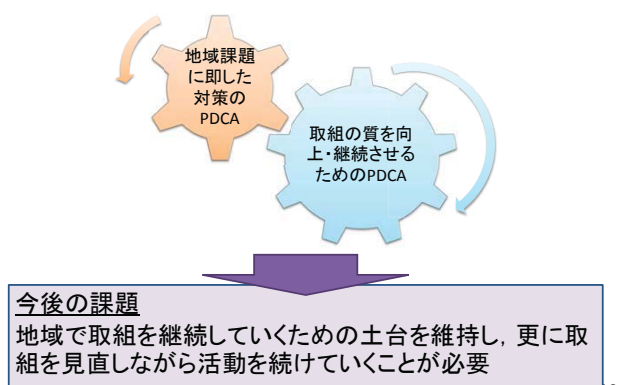 地域課題
に即した
対策の
PDCA
取組の質を向
上・継続させる
ためのPDCA
今後の課題
地域で取組を継続していくための土台を維持し，更に取
組を見直しながら活動を続けていくことが必要